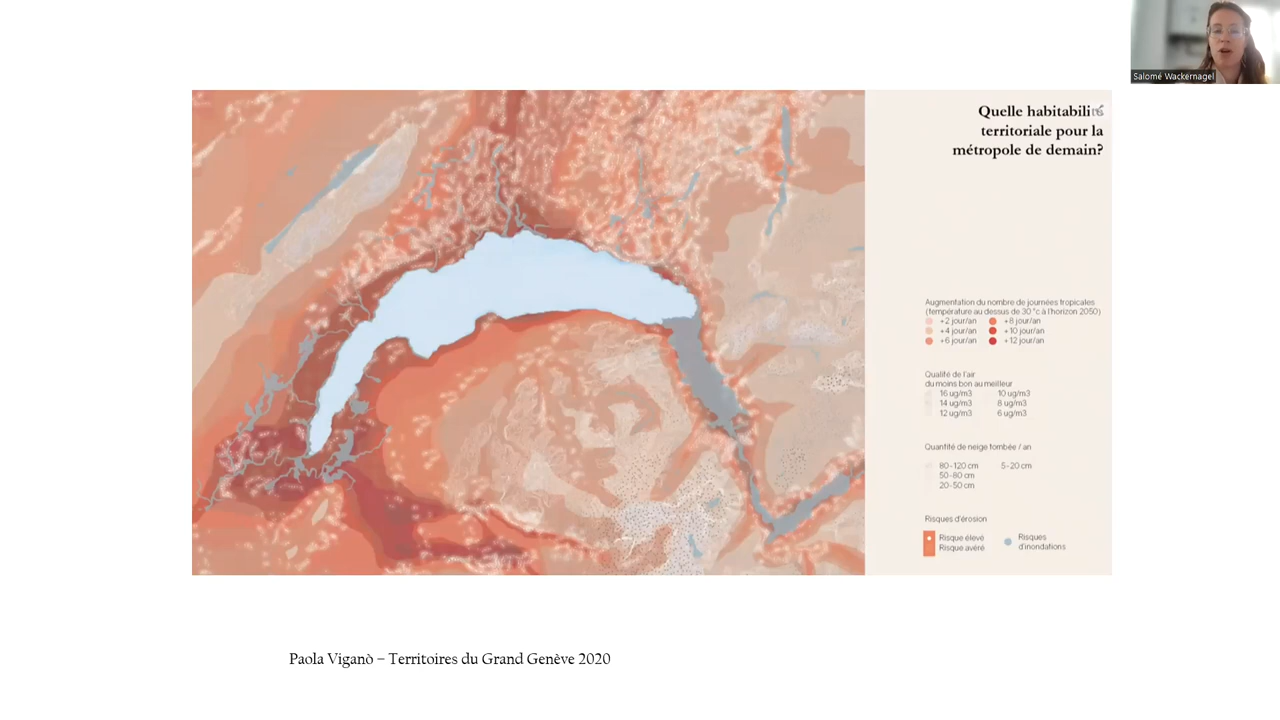 Salomé Wackernagel
Quelle habitabilité
territoriale pour la
métropole de demain?
Augmentation du nombre de journées tropicales
(température au dessus de 30 °c à l'horizon 2050)
+2 jour/an +8 jour/an
+4 jour/an +10 jour/an
+6 jour/an +12 jour/an
Qualité de l'air
du moins bon au meilleur
16 ug/m3 10 ug/m3
14 ug/m3 8 ug/m3
12 ug/m3 6 ug/m3
Quantité de neige tombée / an
80-120 cm 5-20 cm
50-80 cm
20-50 cm
Risques d'érosion
Risque élevé Risques
Risque avéré d'inondations
Paola Viganò – Territoires du Grand Genève 2020